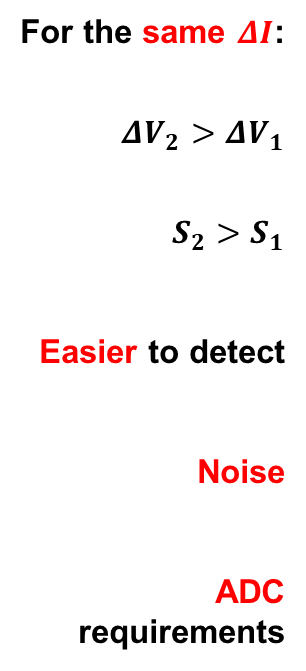 For the same ΔI:
ΔV₂ > ΔV₁
S₂ > S₁
Easier to detect
Noise
ADC
requirements